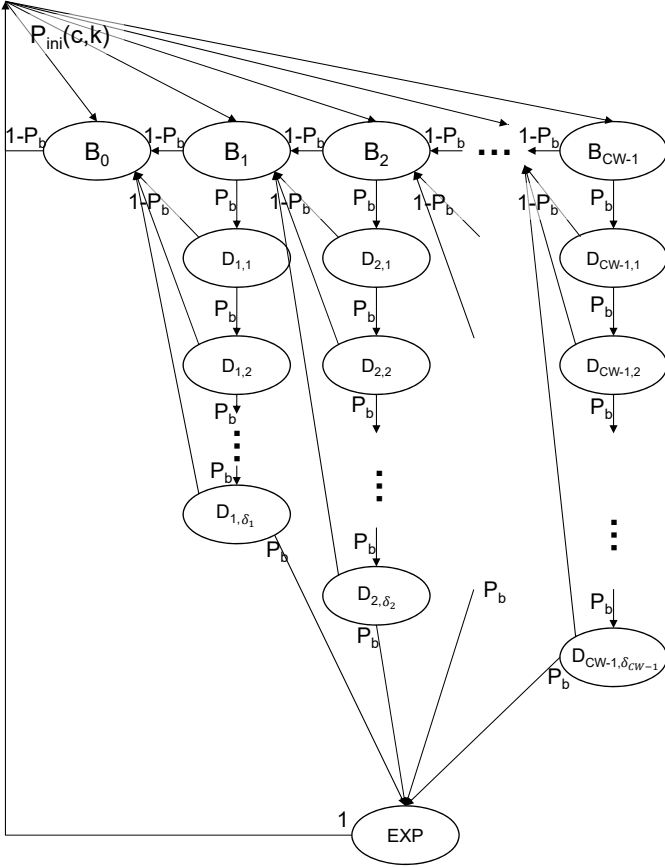 P_ini(c,k)
1-P_b 1-P_b 1-P_b 1-P_b ... 1-P_b
B_0 B_1 B_2 B_CW-1
P_b P_b P_b
1-P_b 1-P_b 1-P_b 1-P_b
D_1,1 D_2,1 D_CW-1,1
P_b P_b P_b
D_1,2 D_2,2 D_CW-1,2
P_b P_b P_b
P_b
D_1,δ_1
P_b
P_b P_b P_b
D_2,δ_2
P_b
D_CW-1,δ_CW-1
P_b
1
EXP